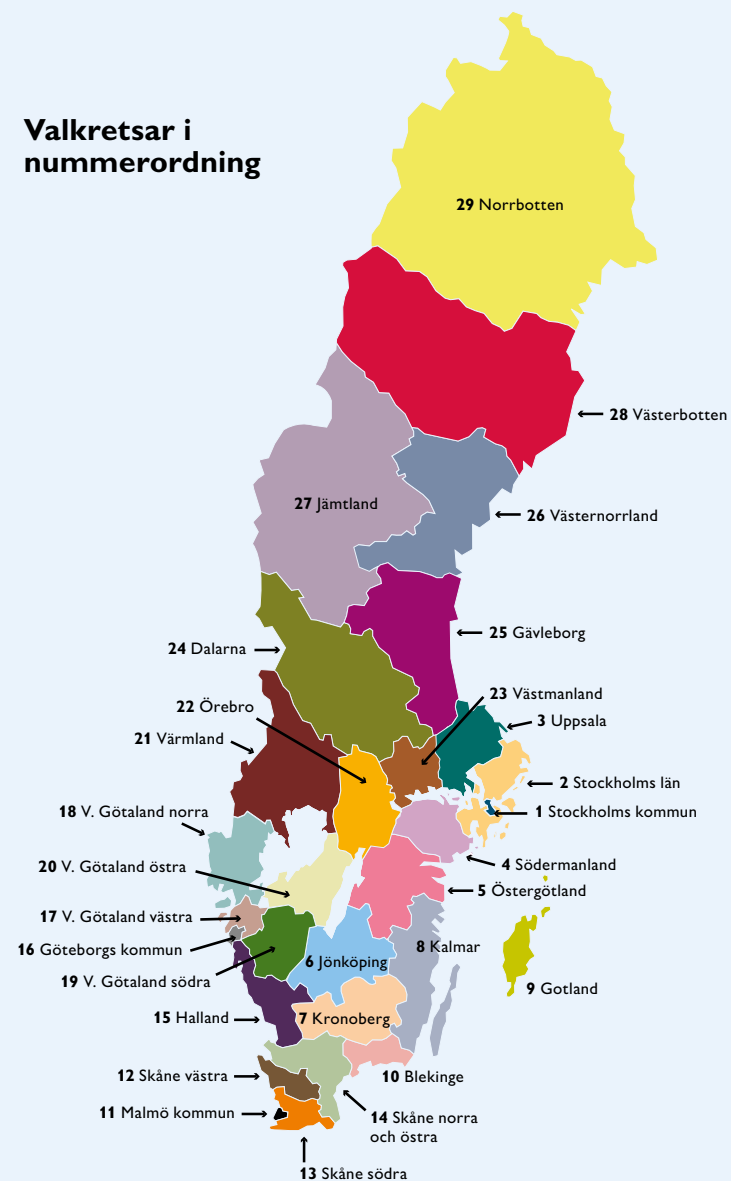 Valkretsar i
nummerordning
29 Norrbotten
28 Västerbotten
27 Jämtland
26 Västernorrland
25 Gävleborg
24 Dalarna
23 Västmanland
22 Örebro
3 Uppsala
21 Värmland
2 Stockholms län
18 V. Götaland norra
1 Stockholms kommun
20 V. Götaland östra
4 Södermanland
5 Östergötland
17 V. Götaland västra
16 Göteborgs kommun
8 Kalmar
6 Jönköping
19 V. Götaland södra
9 Gotland
15 Halland
7 Kronoberg
12 Skåne västra
10 Blekinge
11 Malmö kommun
14 Skåne norra
och östra
13 Skåne södra